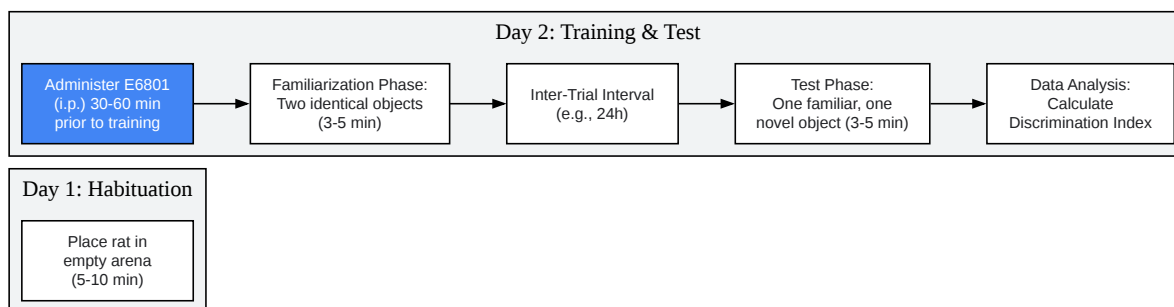 Day 2: Training & Test
Administer E6801
(i.p.) 30-60 min
prior to training
Familiarization Phase:
Two identical objects
(3-5 min)
Inter-Trial Interval
(e.g., 24h)
Test Phase:
One familiar, one
novel object (3-5 min)
Data Analysis:
Calculate
Discrimination Index
Day 1: Habituation
Place rat in
empty arena
(5-10 min)